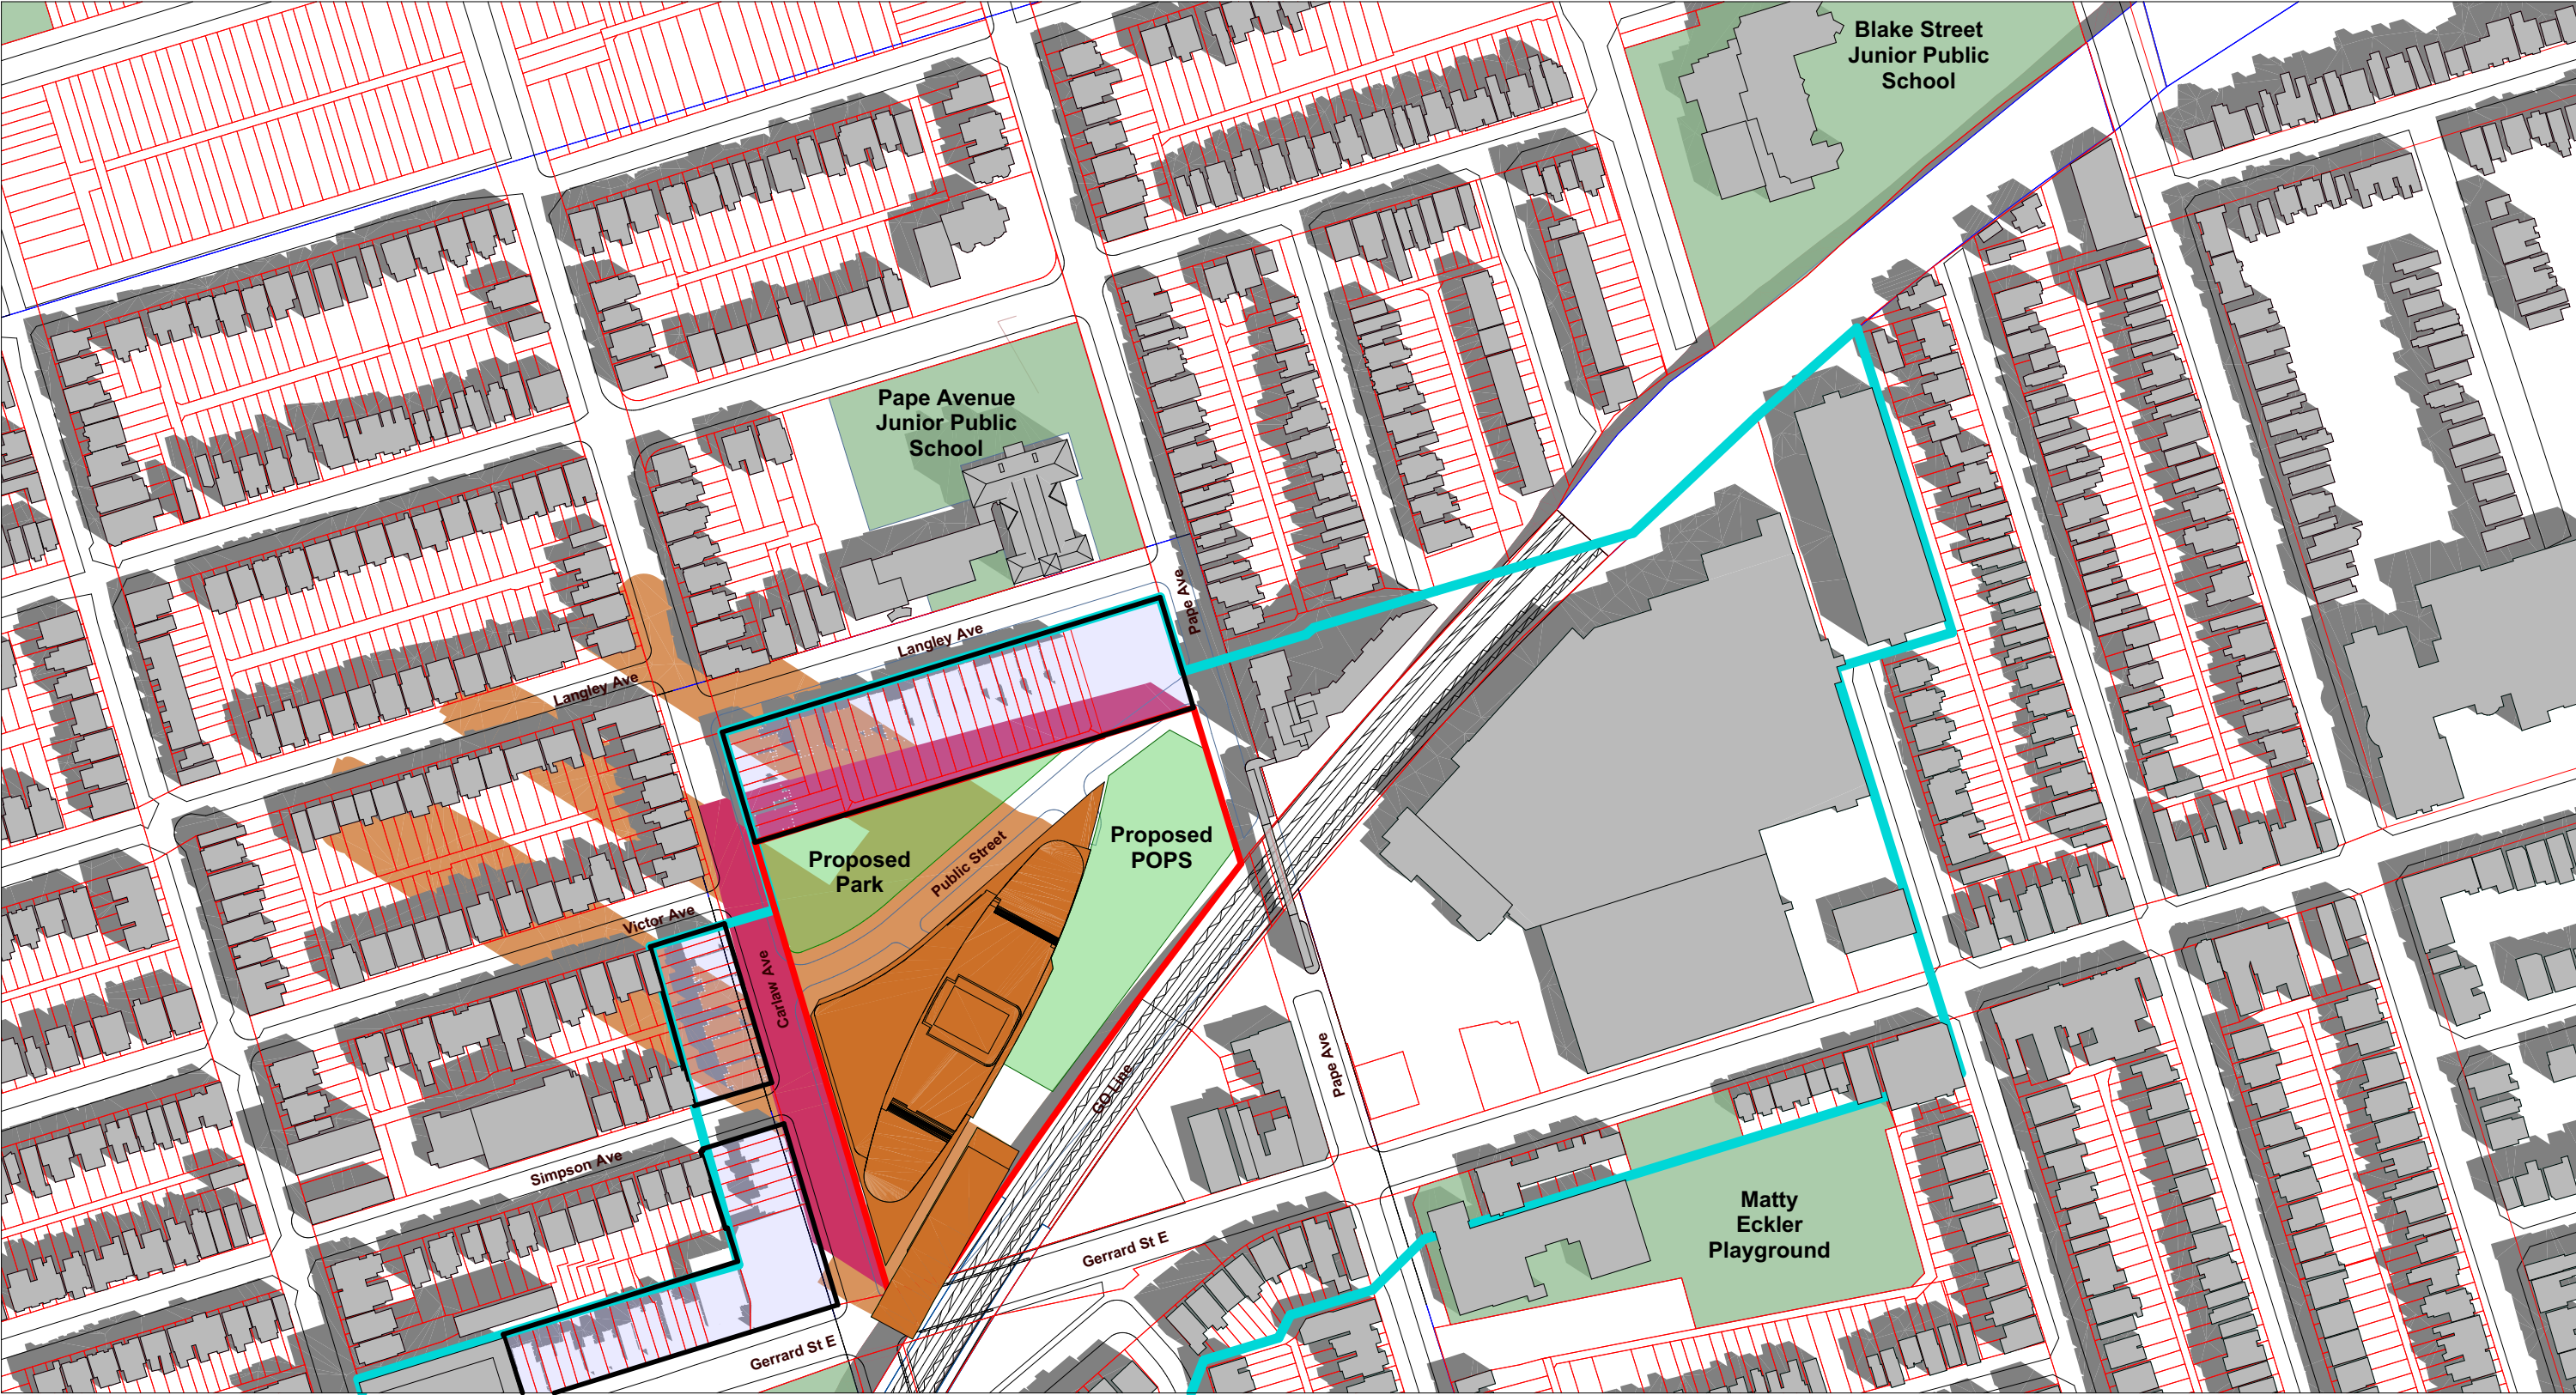 Blake Street
Junior Public
School
Pape Avenue
Junior Public
School
Pape Ave
Langley Ave
Langley Ave
Proposed
Park
Public Street
Proposed
POPS
Victor Ave
Carlaw Ave
GO Line
Pape Ave
Simpson Ave
Matty
Eckler
Playground
Gerrard St E
Gerrard St E